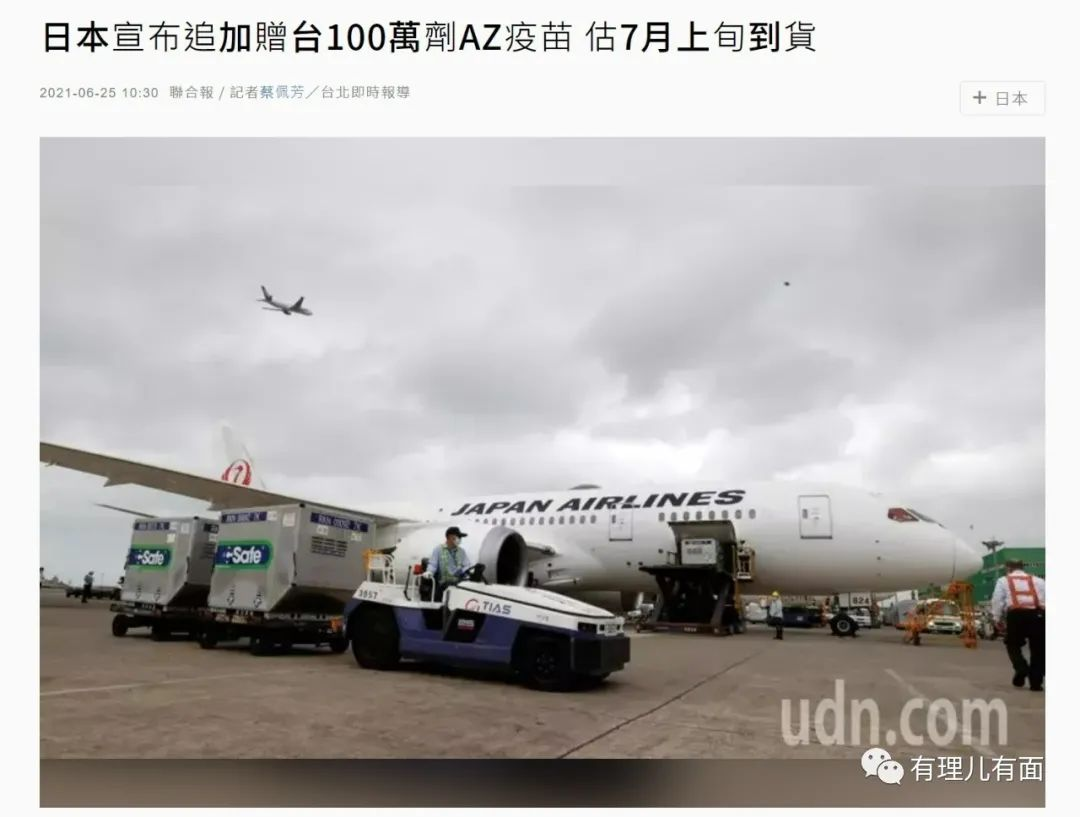 日本宣布追加贈台100萬劑AZ疫苗 估7月上旬到貨
2021-06-25 10:30 聯合報 / 記者蔡佩芳／台北即時報導
+ 日本
JAPAN AIRLINES
-Safe
-Safe
3857
TIAS
824
udn.com
有理儿有面